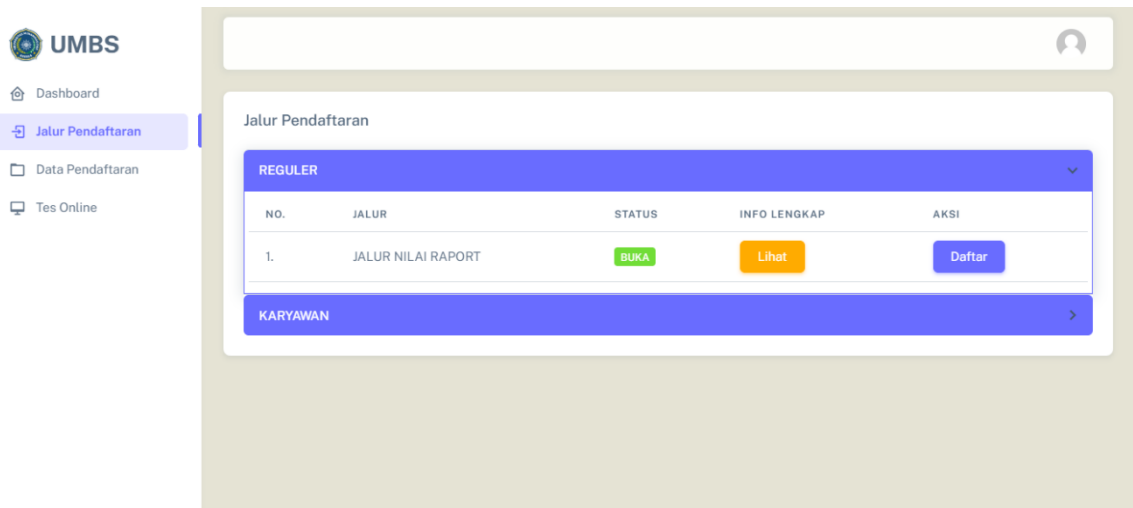 UMBS
Dashboard
Jalur Pendaftaran
Data Pendaftaran
Tes Online
Jalur Pendaftaran
REGULER
NO. JALUR STATUS INFO LENGKAP AKSI
1. JALUR NILAI RAPORT BUKA Lihat Daftar
KARYAWAN